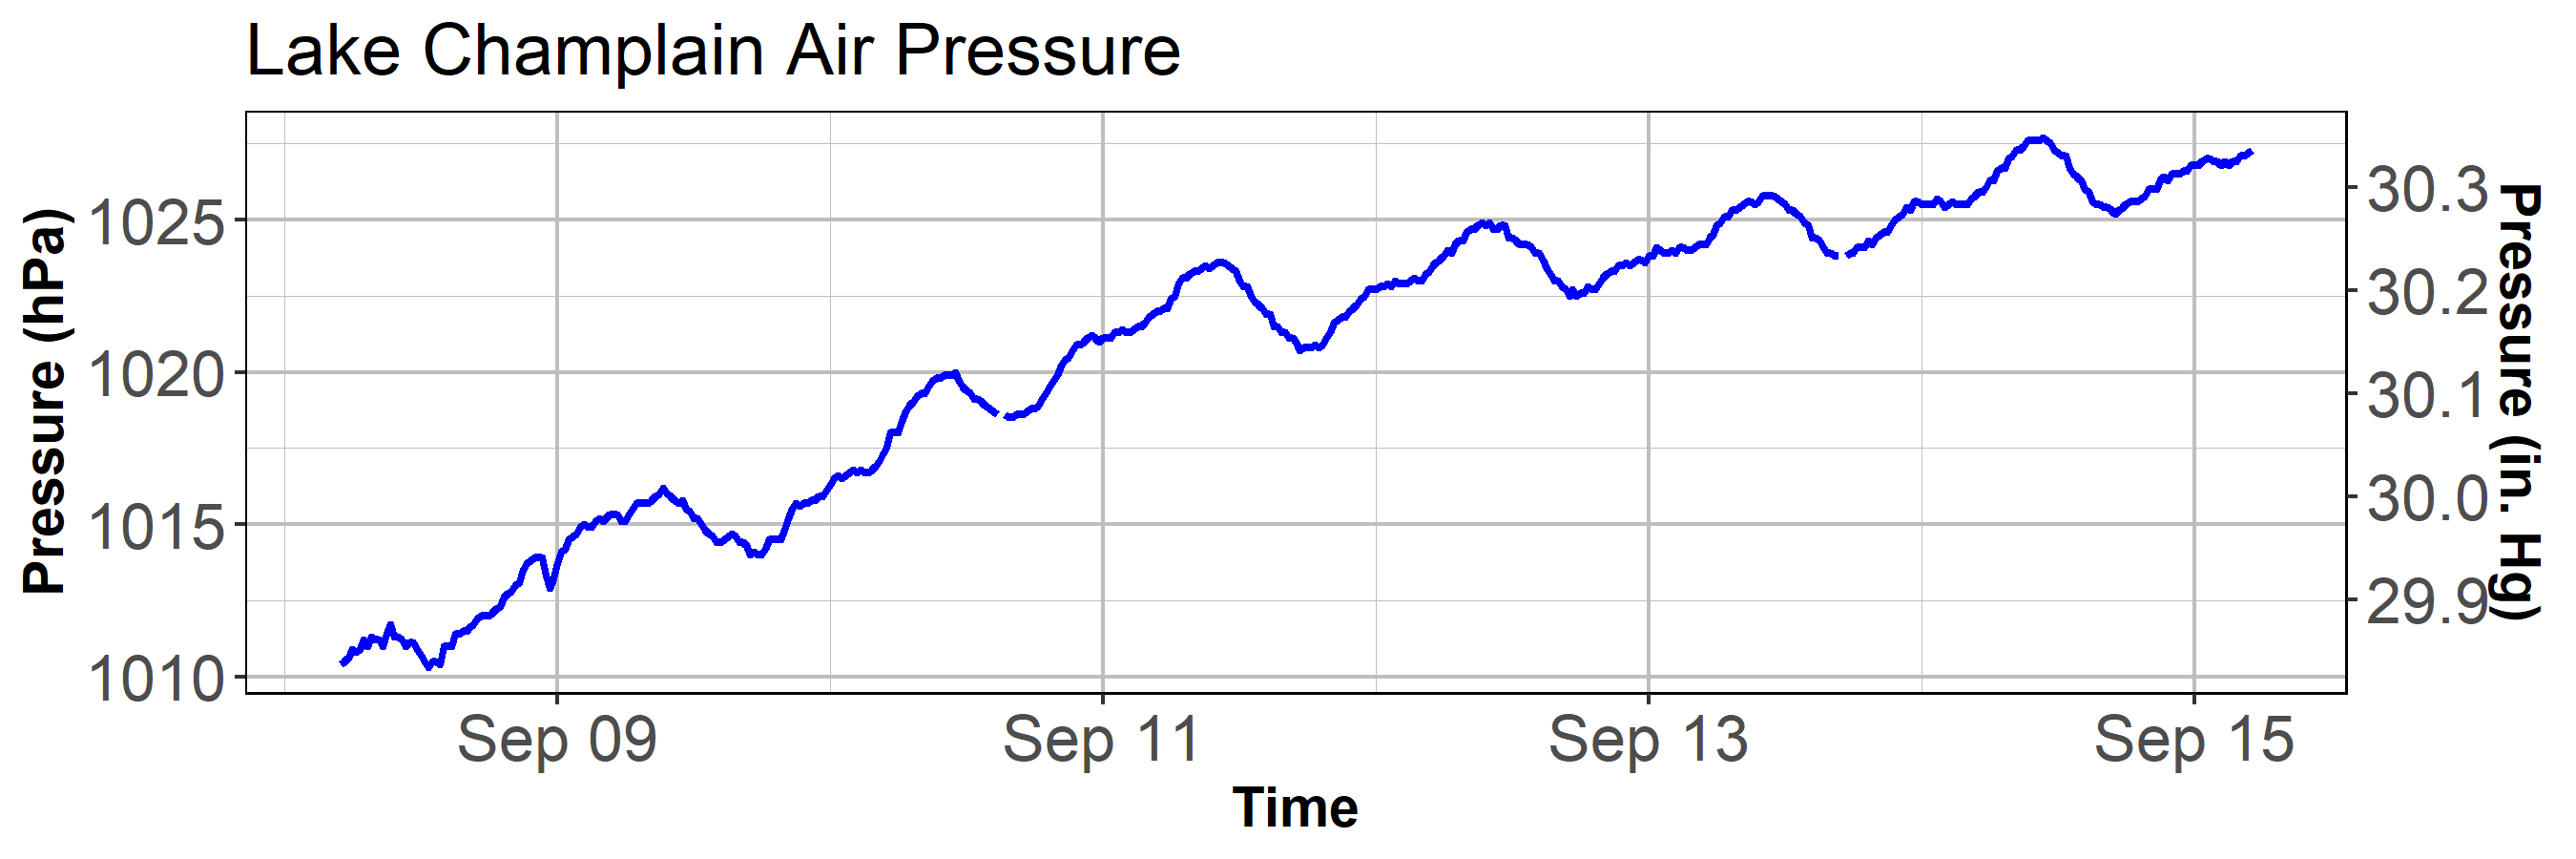 Lake Champlain Air Pressure
Pressure (hPa)
1025
1020
1015
1010
30.3
30.2
30.1
30.0
29.9
Pressure (in. Hg)
Sep 09 Sep 11 Sep 13 Sep 15
Time